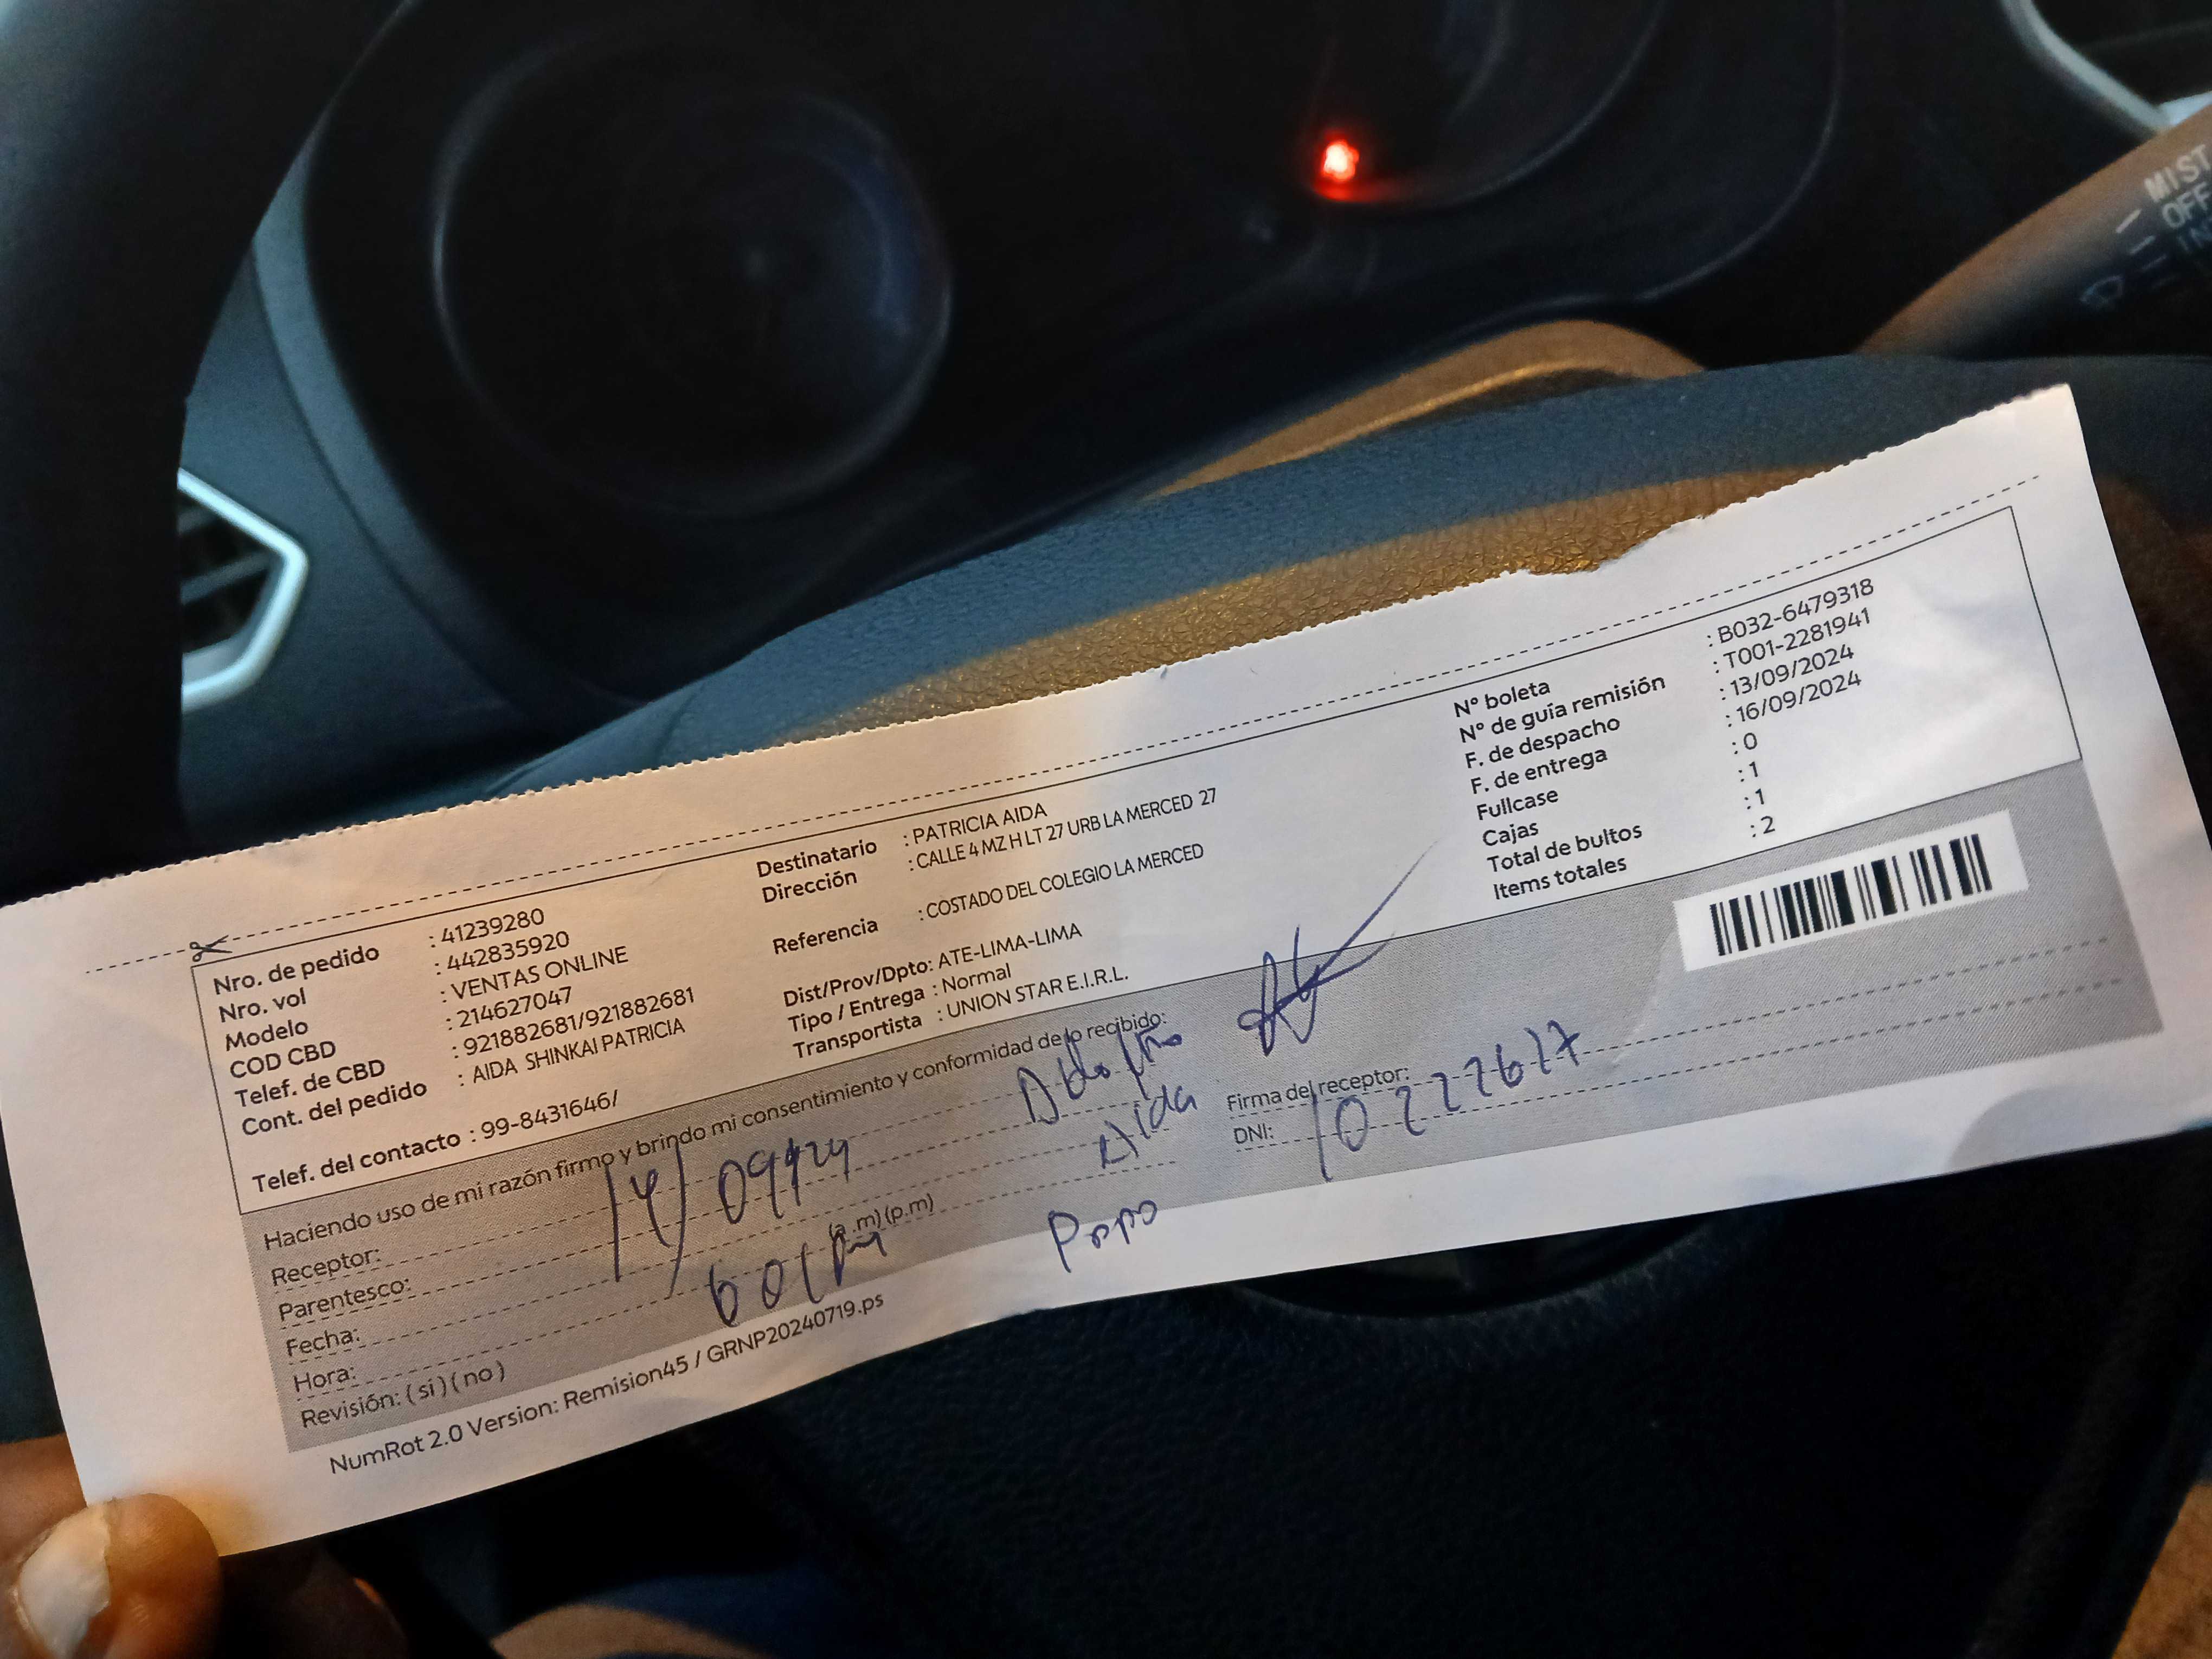 MIST
OFF
Nro. de pedido : 41239280
Nro. vol : 442835920
Modelo : VENTAS ONLINE
COD CBD : 214627047
Telef. de CBD : 921882681/921882681
Cont. del pedido : AIDA SHINKAI PATRICIA
Telef. del contacto : 99-8431646/
Destinatario : PATRICIA AIDA
Dirección : CALLE 4 MZ H LT 27 URB LA MERCED 27
Referencia : COSTADO DEL COLEGIO LA MERCED
Dist/Prov/Dpto: ATE-LIMA-LIMA
Tipo / Entrega : Normal
Transportista : UNION STAR E.I.R.L.
N° boleta : B032-6479318
N° de guía remisión : T001-2281941
F. de despacho : 13/09/2024
F. de entrega : 16/09/2024
Fullcase : 0
Cajas : 1
Total de bultos : 1
Items totales : 2
Haciendo uso de mi razón firmo y brindo mi consentimiento y conformidad de lo recibido:
Receptor: Aida
Parentesco:
Fecha: 14/09/24
Hora: 601 pm (a .m) (p.m)
Revisión: ( si ) ( no )
Papo
Firma del receptor:
DNI:
NumRot 2.0 Version: Remision45 / GRNP20240719.ps